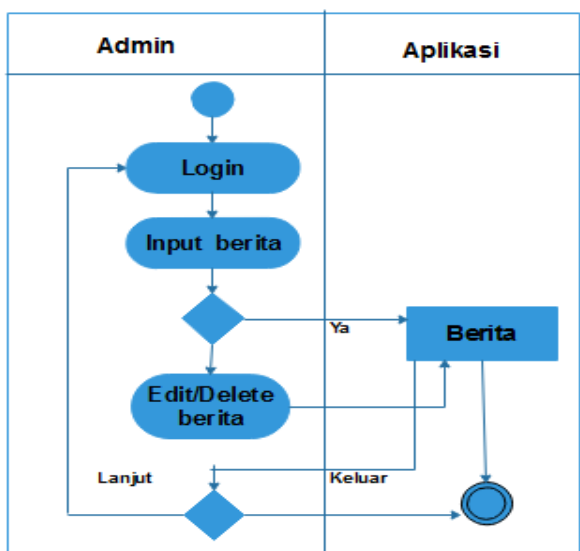 Admin
Aplikasi
Login
Input berita
Ya
Berita
Edit/Delete
berita
Lanjut
Keluar